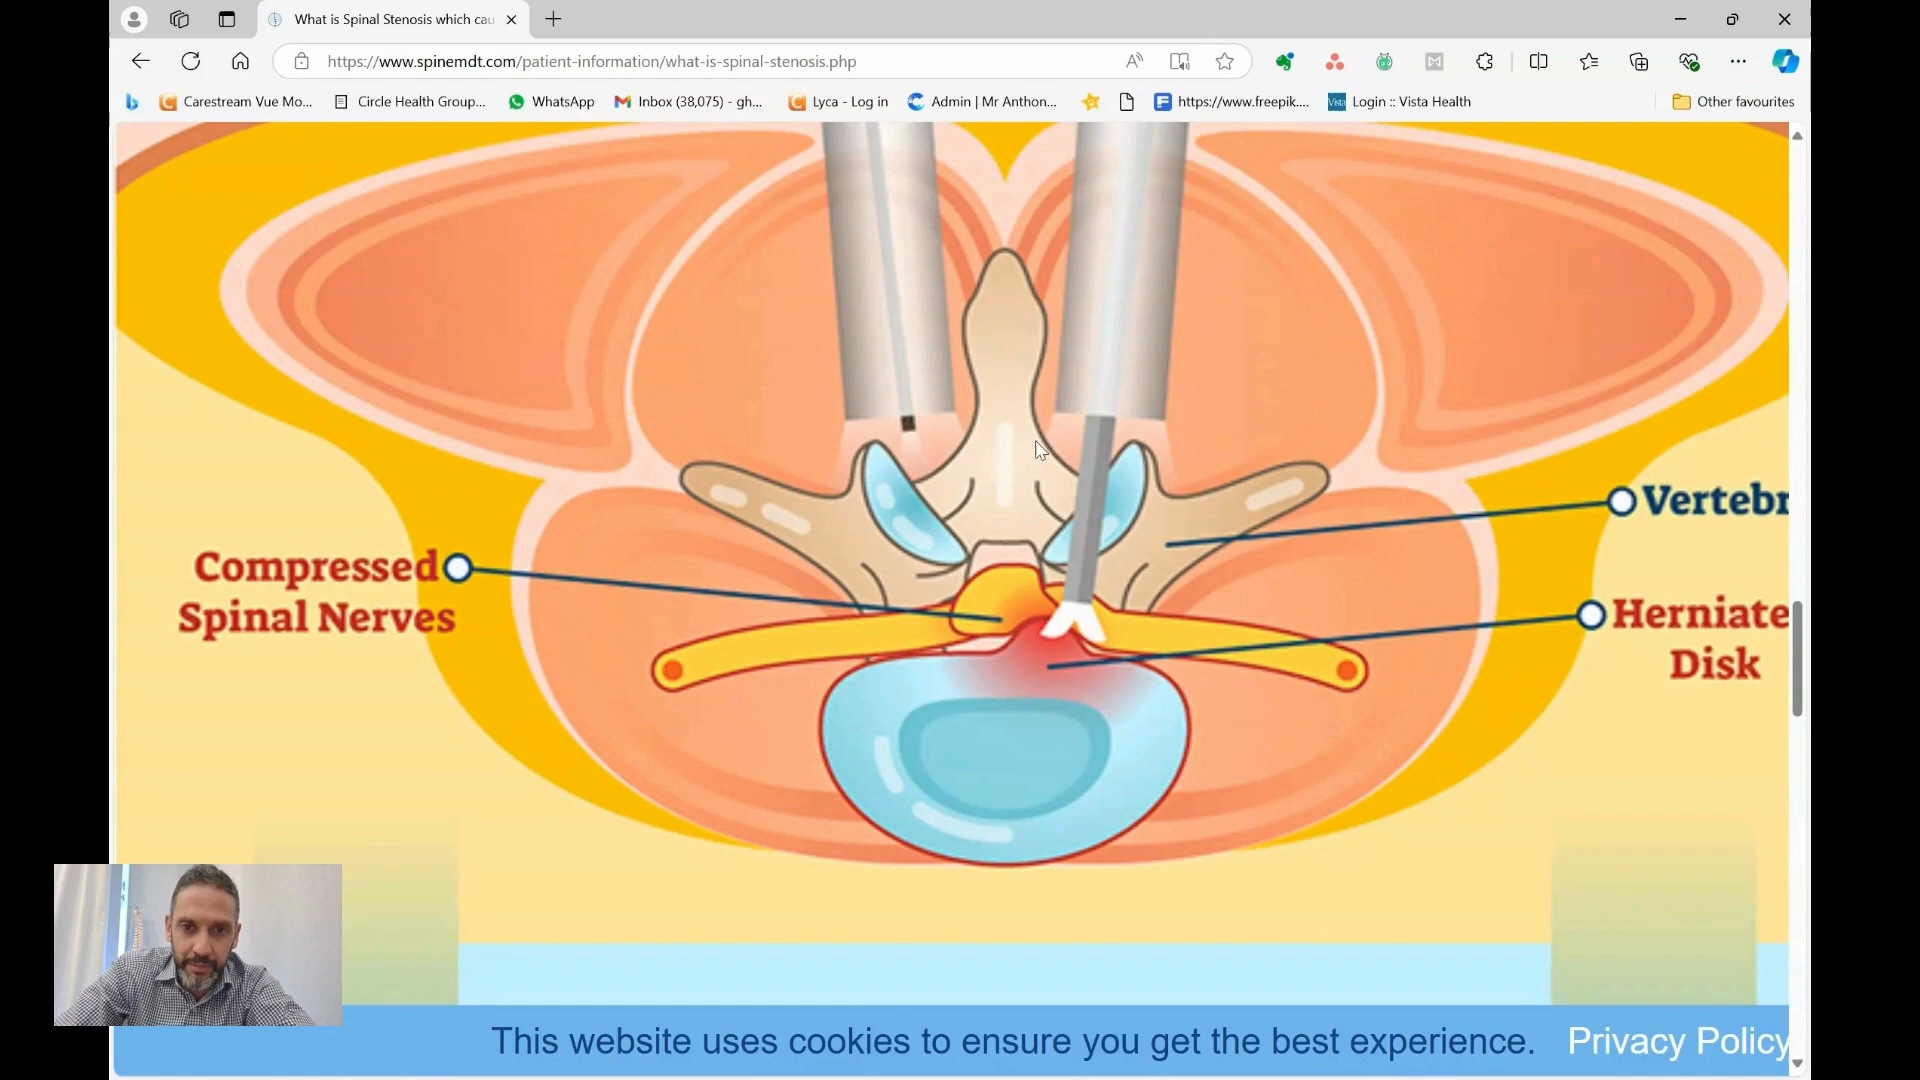 What is Spinal Stenosis which cau
https://www.spinemdt.com/patient-information/what-is-spinal-stenosis.php
Carestream Vue Mo... Circle Health Group... WhatsApp Inbox (38,075) - gh... Lyca - Log in Admin | Mr Anthon... https://www.freepik.... Login :: Vista Health Other favourites
Vertebr
Compressed
Spinal Nerves
Herniate
Disk
This website uses cookies to ensure you get the best experience. Privacy Policy